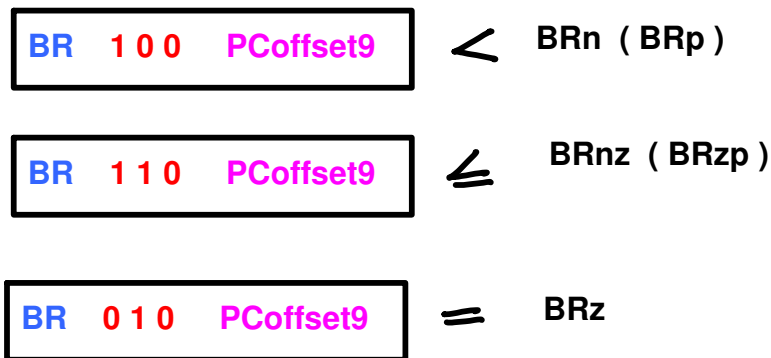 BR 1 0 0 PCoffset9 < BRn ( BRp )
BR 1 1 0 PCoffset9 ≤ BRnz ( BRzp )
BR 0 1 0 PCoffset9 = BRz